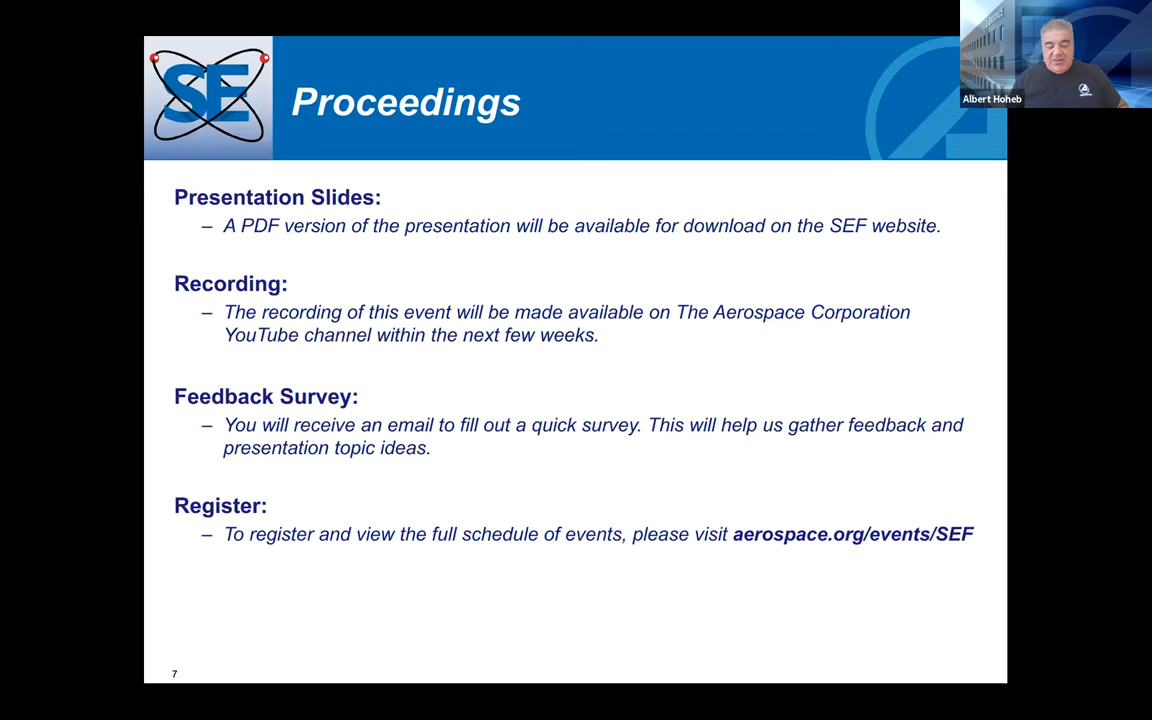 SE
Proceedings
Albert Hoheb
Presentation Slides:
– A PDF version of the presentation will be available for download on the SEF website.
Recording:
– The recording of this event will be made available on The Aerospace Corporation
YouTube channel within the next few weeks.
Feedback Survey:
– You will receive an email to fill out a quick survey. This will help us gather feedback and
presentation topic ideas.
Register:
– To register and view the full schedule of events, please visit aerospace.org/events/SEF
7